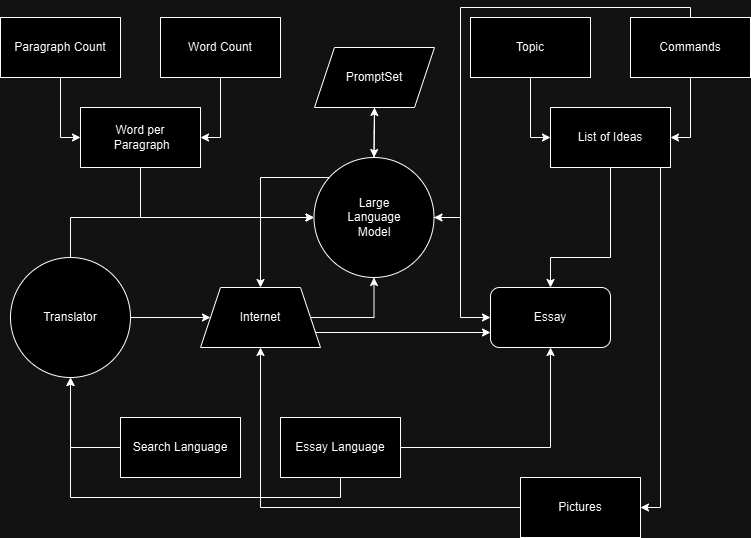 Paragraph Count
Word Count
PromptSet
Topic
Commands
Word per
Paragraph
List of Ideas
Large
Language
Model
Translator
Internet
Essay
Search Language
Essay Language
Pictures